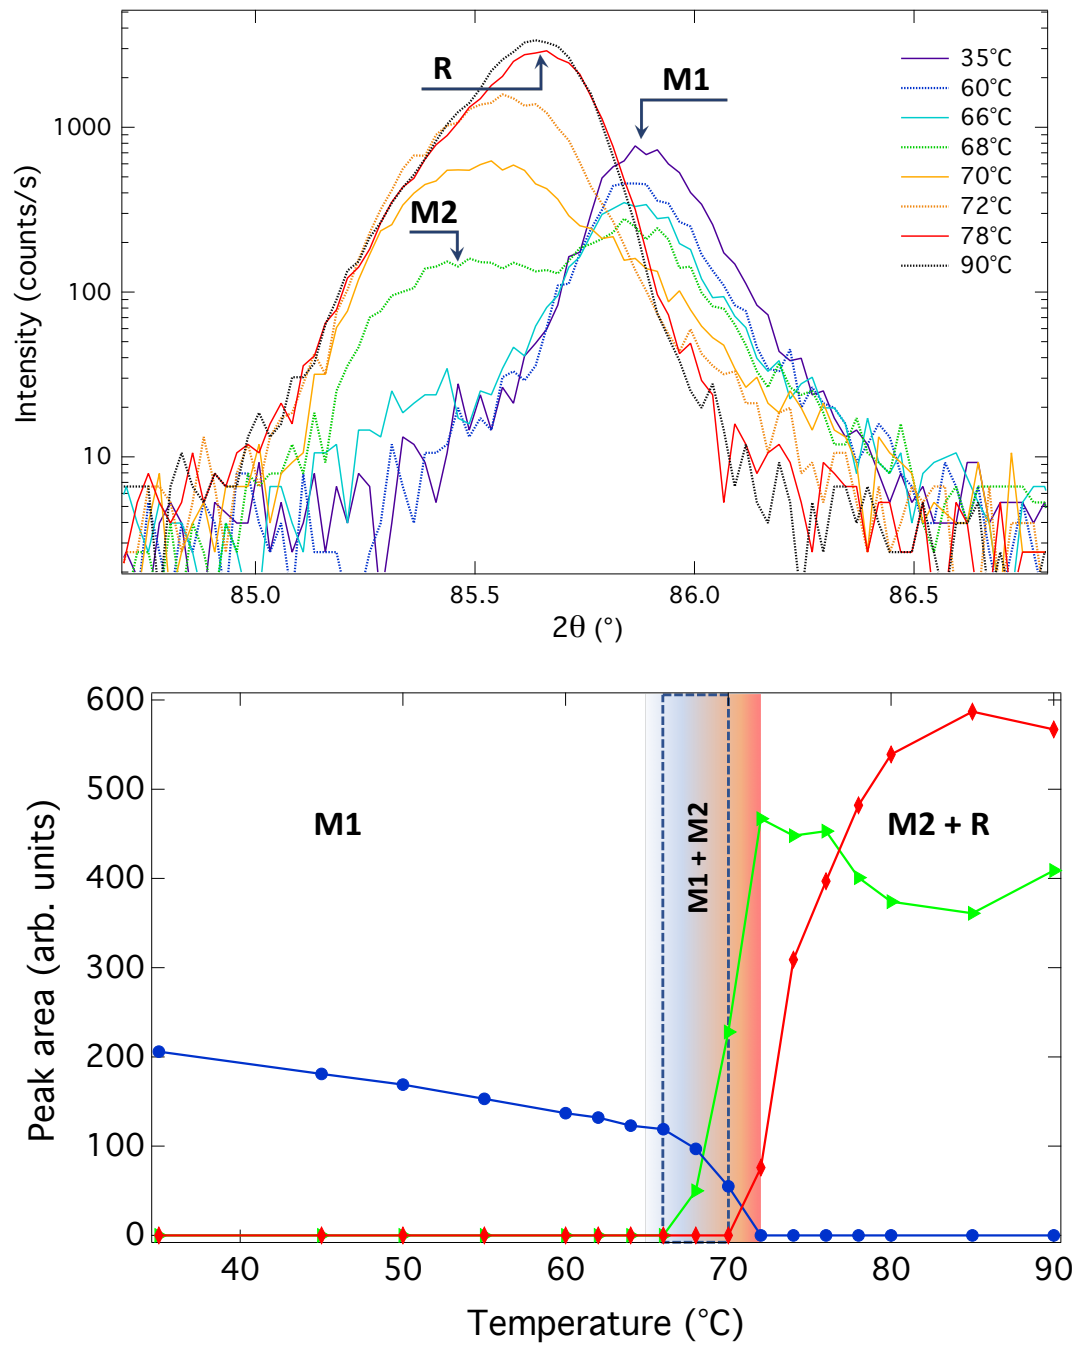 R
M1
M2
35°C
60°C
66°C
68°C
70°C
72°C
78°C
90°C
1000
100
10
Intensity (counts/s)
85.0 85.5 86.0 86.5
2θ (°)
600
500
400
300
200
100
0
Peak area (arb. units)
M1
M1 + M2
M2 + R
40 50 60 70 80 90
Temperature (°C)